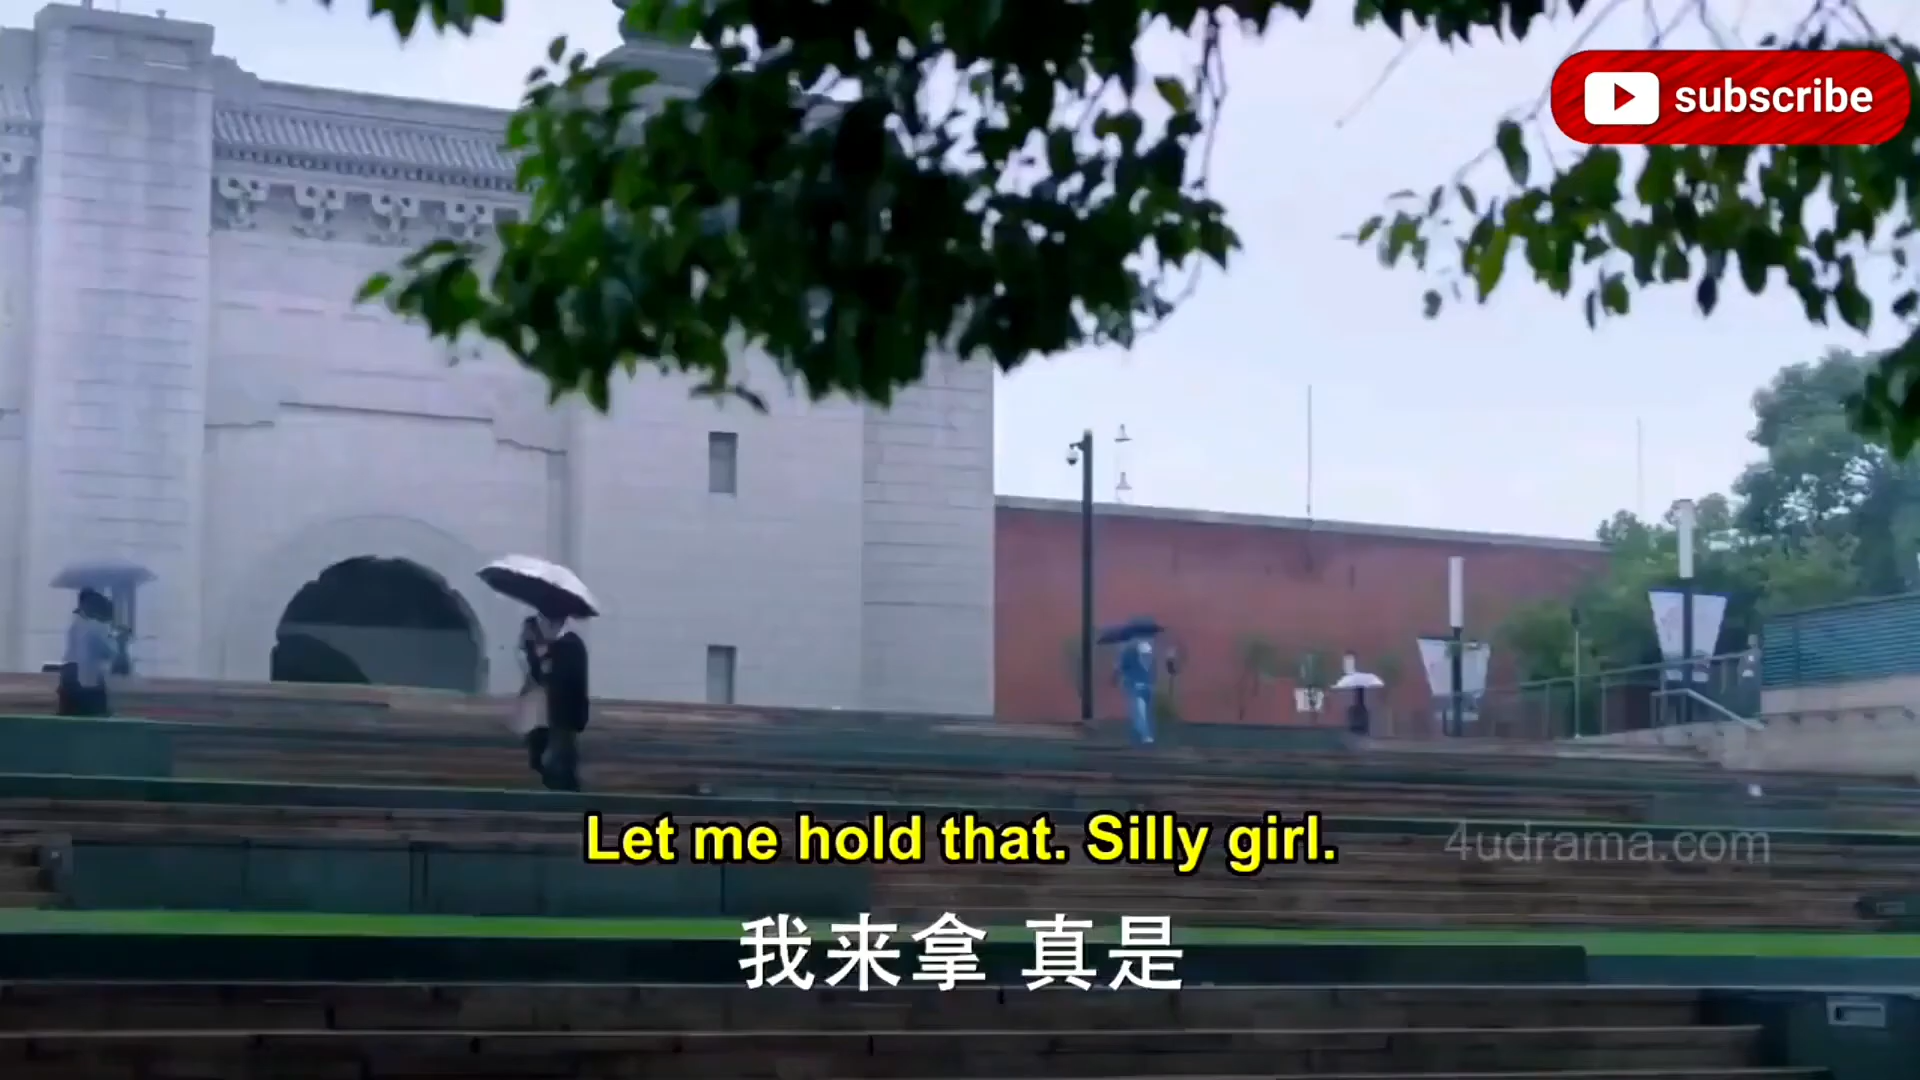 subscribe
Let me hold that. Silly girl.
4udrama.com
我来拿 真是